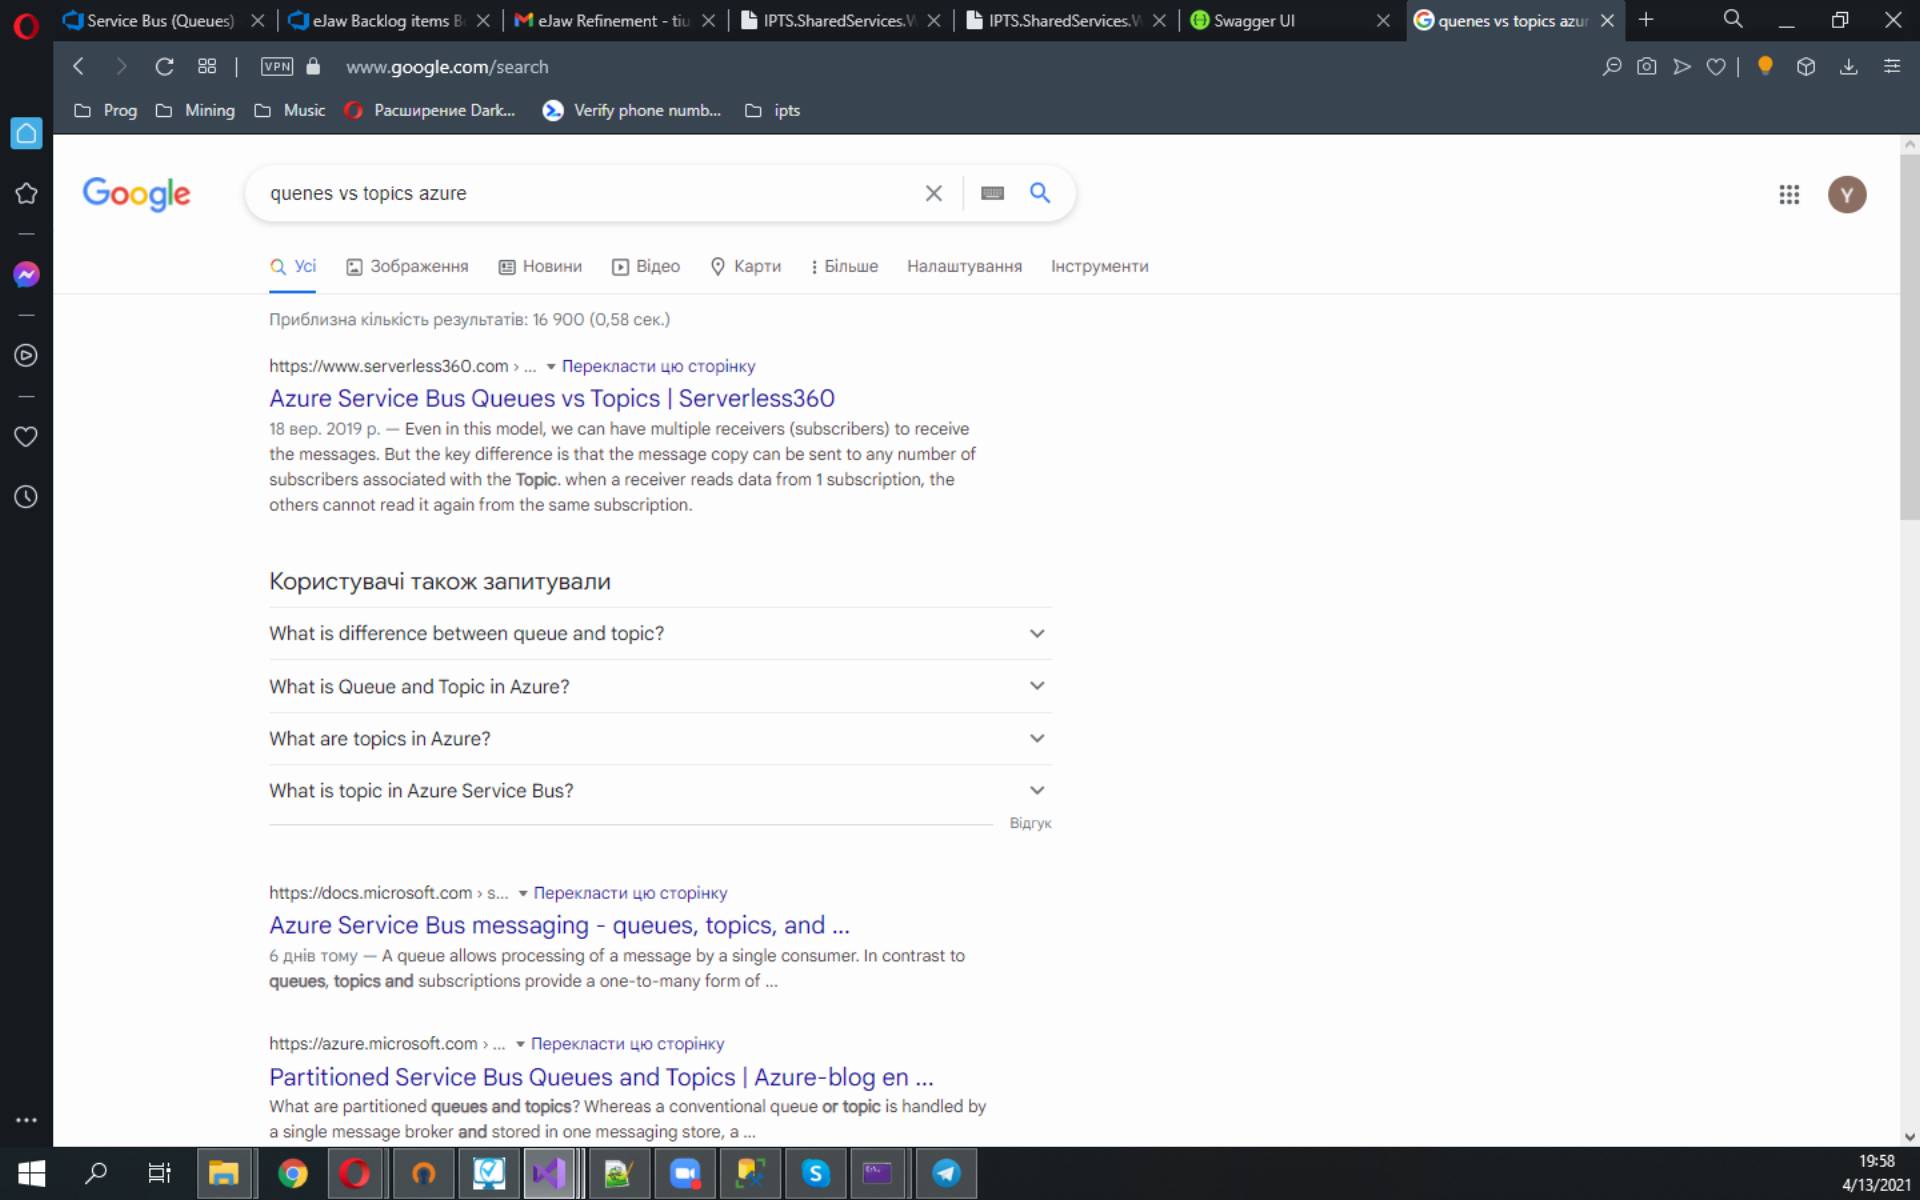 Service Bus (Queues)
eJaw Backlog items B
eJaw Refinement - tiu
IPTS.SharedServices.W
IPTS.SharedServices.W
Swagger UI
quenes vs topics azur
VPN
www.google.com/search
Prog
Mining
Music
Расширение Dark...
Verify phone numb...
ipts
Google
quenes vs topics azure
Y
Усі
Зображення
Новини
Відео
Карти
Більше
Налаштування
Інструменти
Приблизна кількість результатів: 16 900 (0,58 сек.)
https://www.serverless360.com › ... Перекласти цю сторінку
Azure Service Bus Queues vs Topics | Serverless360
18 вер. 2019 р. — Even in this model, we can have multiple receivers (subscribers) to receive
the messages. But the key difference is that the message copy can be sent to any number of
subscribers associated with the Topic. when a receiver reads data from 1 subscription, the
others cannot read it again from the same subscription.
Користувачі також запитували
What is difference between queue and topic?
What is Queue and Topic in Azure?
What are topics in Azure?
What is topic in Azure Service Bus?
Відгук
https://docs.microsoft.com › s... Перекласти цю сторінку
Azure Service Bus messaging - queues, topics, and ...
6 днів тому — A queue allows processing of a message by a single consumer. In contrast to
queues, topics and subscriptions provide a one-to-many form of ...
https://azure.microsoft.com › ... Перекласти цю сторінку
Partitioned Service Bus Queues and Topics | Azure-blog en ...
What are partitioned queues and topics? Whereas a conventional queue or topic is handled by
a single message broker and stored in one messaging store, a ...
19:58
4/13/2021